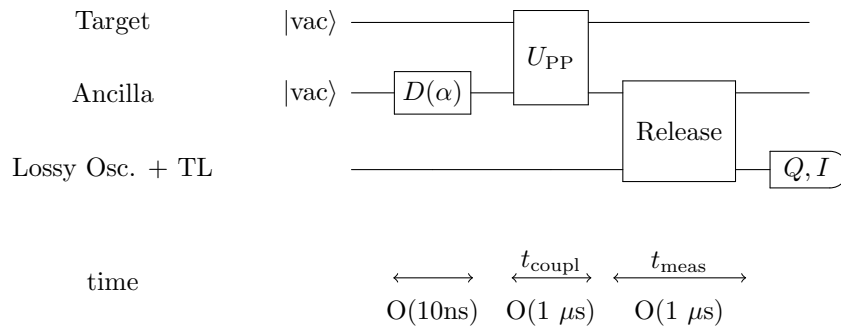 Target |vac⟩ U_PP
Ancilla |vac⟩ D(α)
Release
Lossy Osc. + TL Q, I
t_coupl t_meas
time
O(10ns) O(1 μs) O(1 μs)